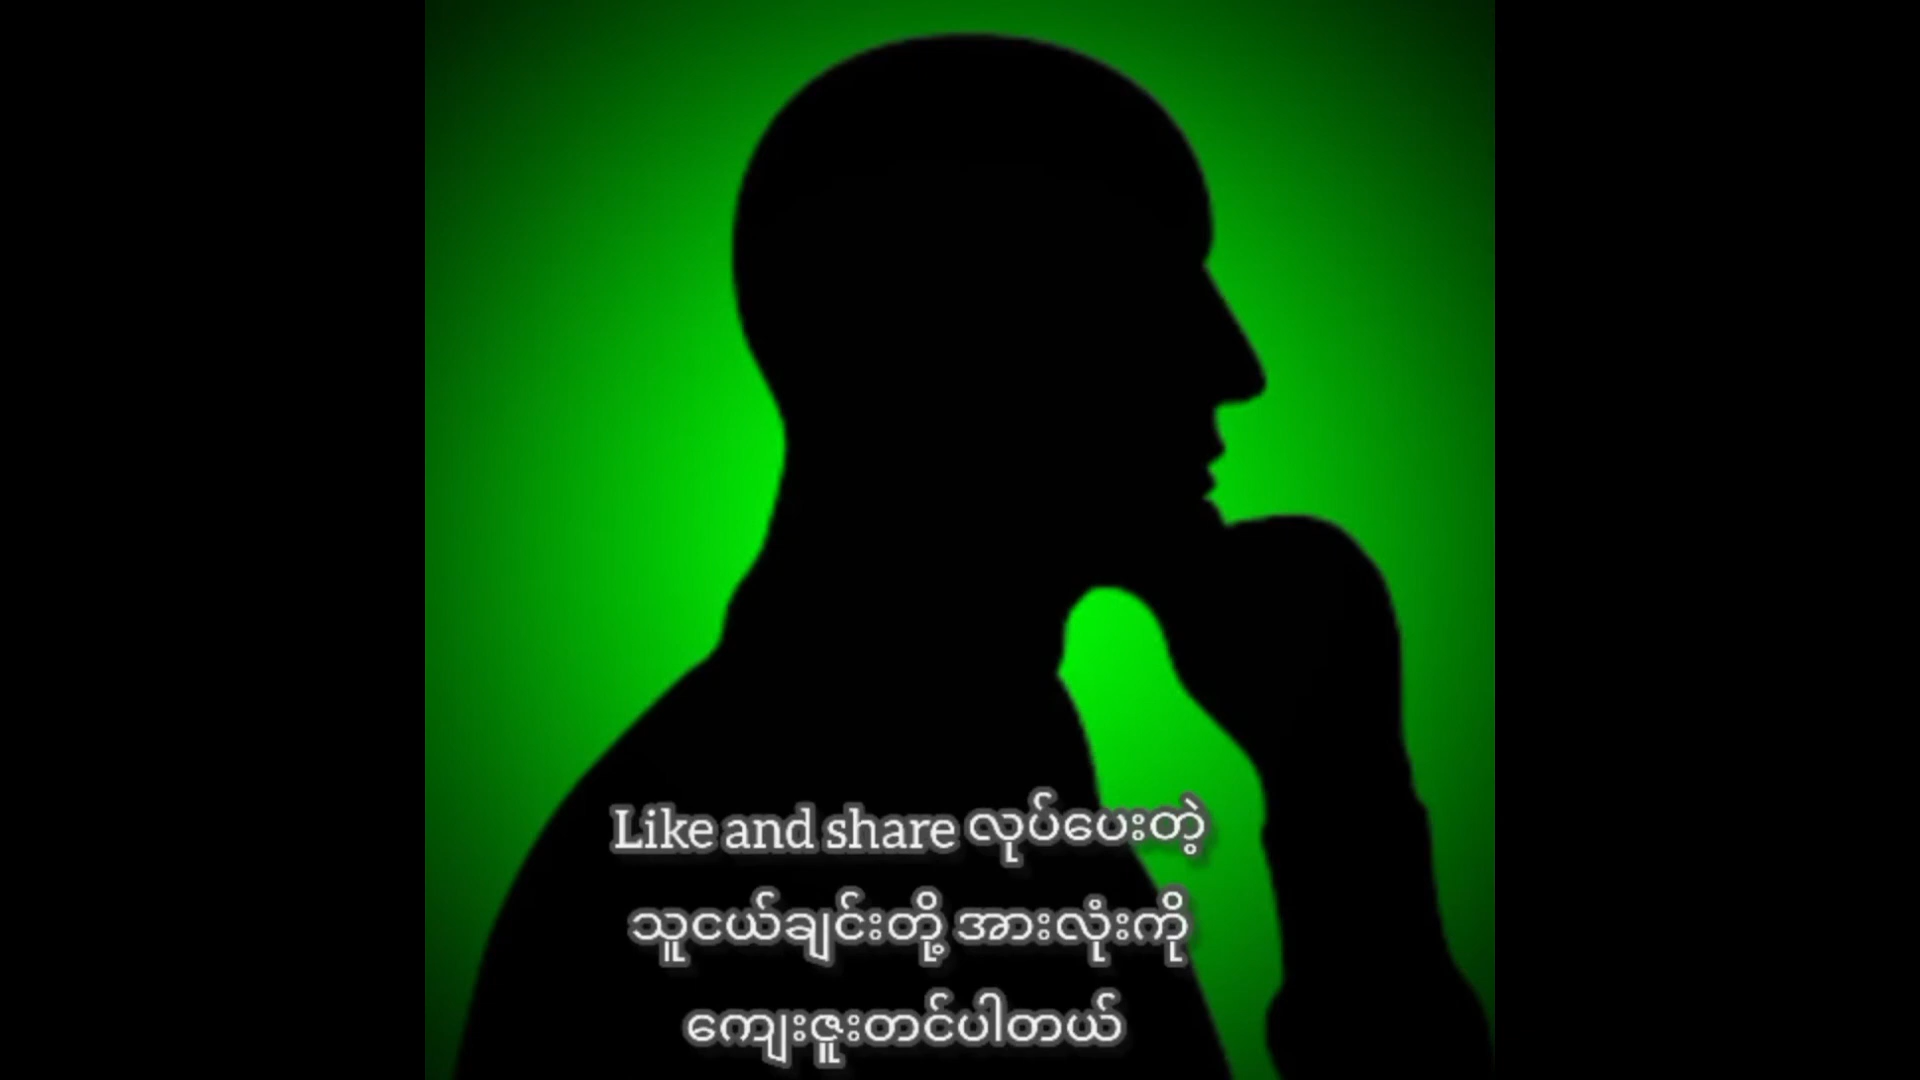 Like and share လုပ်ပေးတဲ့
သူငယ်ချင်းတို့ အားလုံးကို
ကျေးဇူးတင်ပါတယ်